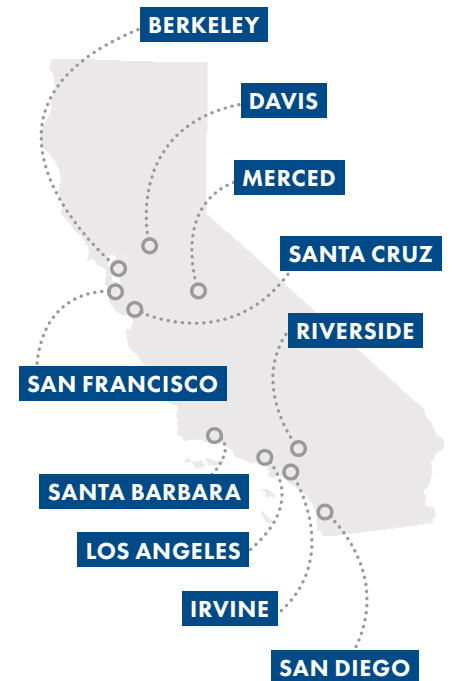 BERKELEY
DAVIS
MERCED
SANTA CRUZ
RIVERSIDE
SAN FRANCISCO
SANTA BARBARA
LOS ANGELES
IRVINE
SAN DIEGO